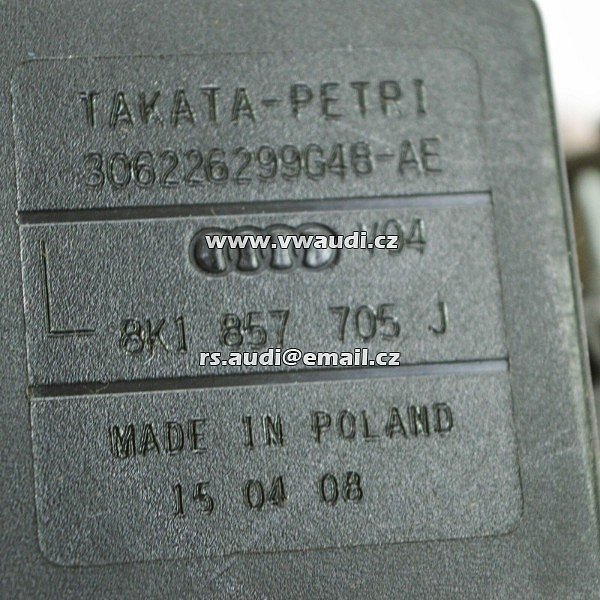 TAKATA-PETRI
306226299G48-AE
www.vwaudi.cz
V04
L
8K1 857 705 J
rs.audi@email.cz
MADE IN POLAND
15 04 08